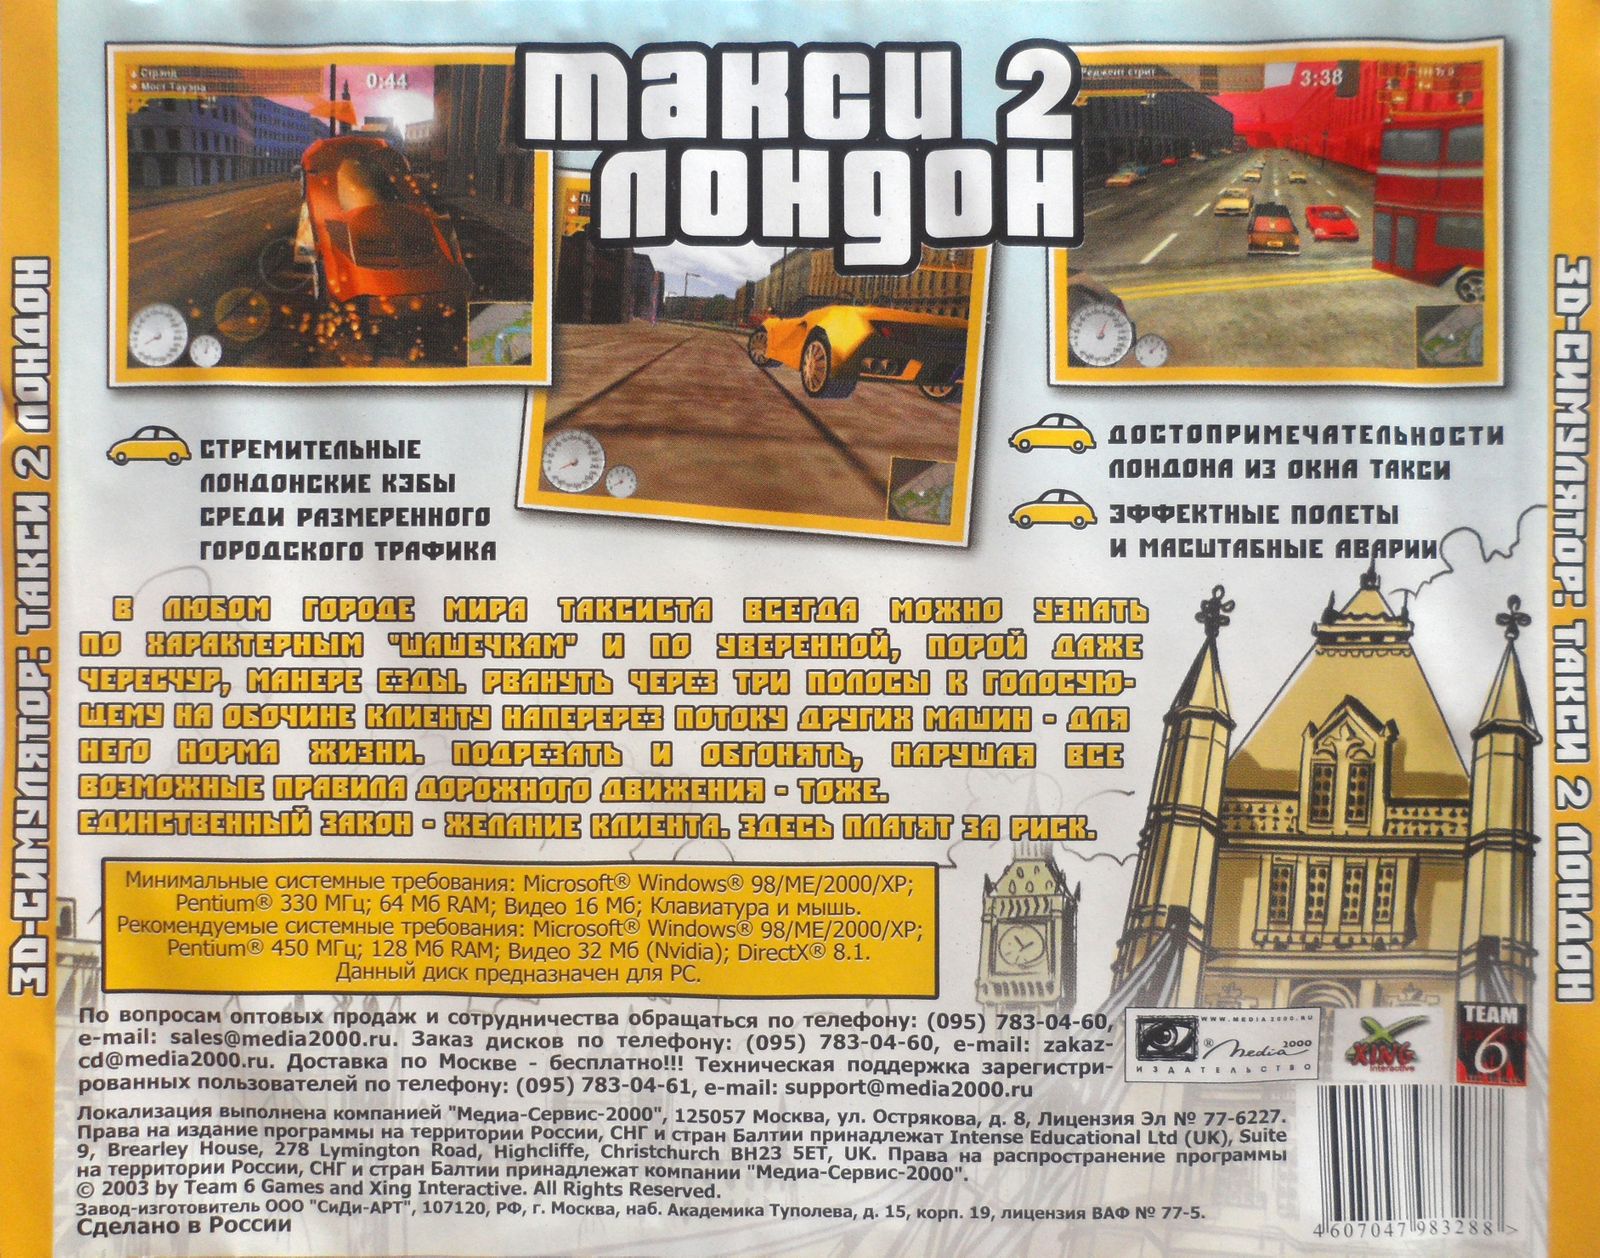 ТАКСИ 2
ЛОНДОН
Стрэнд
Мост Тауэра
0:44
Реджент стрит
3:38
СТРЕМИТЕЛЬНЫЕ
ЛОНДОНСКИЕ КЭБЫ
СРЕДИ РАЗМЕРЕННОГО
ГОРОДСКОГО ТРАФИКА
ДОСТОПРИМЕЧАТЕЛЬНОСТИ
ЛОНДОНА ИЗ ОКНА ТАКСИ
ЭФФЕКТНЫЕ ПОЛЕТЫ
И МАСШТАБНЫЕ АВАРИИ
В ЛЮБОМ ГОРОДЕ МИРА ТАКСИСТА ВСЕГДА МОЖНО УЗНАТЬ
ПО ХАРАКТЕРНЫМ "ШАШЕЧКАМ" И ПО УВЕРЕННОЙ, ПОРОЙ ДАЖЕ
ЧЕРЕСЧУР, МАНЕРЕ ЕЗДЫ. РВАНУТЬ ЧЕРЕЗ ТРИ ПОЛОСЫ К ГОЛОСУЮ-
ЩЕМУ НА ОБОЧИНЕ КЛИЕНТУ НАПЕРЕРЕЗ ПОТОКУ ДРУГИХ МАШИН - ДЛЯ
НЕГО НОРМА ЖИЗНИ. ПОДРЕЗАТЬ И ОБГОНЯТЬ, НАРУШАЯ ВСЕ
ВОЗМОЖНЫЕ ПРАВИЛА ДОРОЖНОГО ДВИЖЕНИЯ - ТОЖЕ.
ЕДИНСТВЕННЫЙ ЗАКОН - ЖЕЛАНИЕ КЛИЕНТА. ЗДЕСЬ ПЛАТЯТ ЗА РИСК.
Минимальные системные требования: Microsoft® Windows® 98/ME/2000/XP;
Pentium® 330 МГц; 64 Мб RAM; Видео 16 Мб; Клавиатура и мышь.
Рекомендуемые системные требования: Microsoft® Windows® 98/ME/2000/XP;
Pentium® 450 МГц; 128 Мб RAM; Видео 32 Мб (Nvidia); DirectX® 8.1.
Данный диск предназначен для PC.
По вопросам оптовых продаж и сотрудничества обращаться по телефону: (095) 783-04-60,
e-mail: sales@media2000.ru. Заказ дисков по телефону: (095) 783-04-60, e-mail: zakaz-
cd@media2000.ru. Доставка по Москве - бесплатно!!! Техническая поддержка зарегистри-
рованных пользователей по телефону: (095) 783-04-61, e-mail: support@media2000.ru
WWW.MEDIA2000.RU
® Media 2000
ИЗДАТЕЛЬСТВО
XING
Interactive
TEAM
6
Локализация выполнена компанией "Медиа-Сервис-2000", 125057 Москва, ул. Острякова, д. 8, Лицензия Эл № 77-6227.
Права на издание программы на территории России, СНГ и стран Балтии принадлежат Intense Educational Ltd (UK), Suite
9, Brearley House, 278 Lymington Road, Highcliffe, Christchurch BH23 5ET, UK. Права на распространение программы
на территории России, СНГ и стран Балтии принадлежат компании "Медиа-Сервис-2000".
© 2003 by Team 6 Games and Xing Interactive. All Rights Reserved.
Завод-изготовитель ООО "СиДи-АРТ", 107120, РФ, г. Москва, наб. Академика Туполева, д. 15, корп. 19, лицензия ВАФ № 77-5.
Сделано в России
4607047983288 >
3D-СИМУЛЯТОР: ТАКСИ 2 ЛОНДОН
3D-СИМУЛЯТОР: ТАКСИ 2 ЛОНДОН